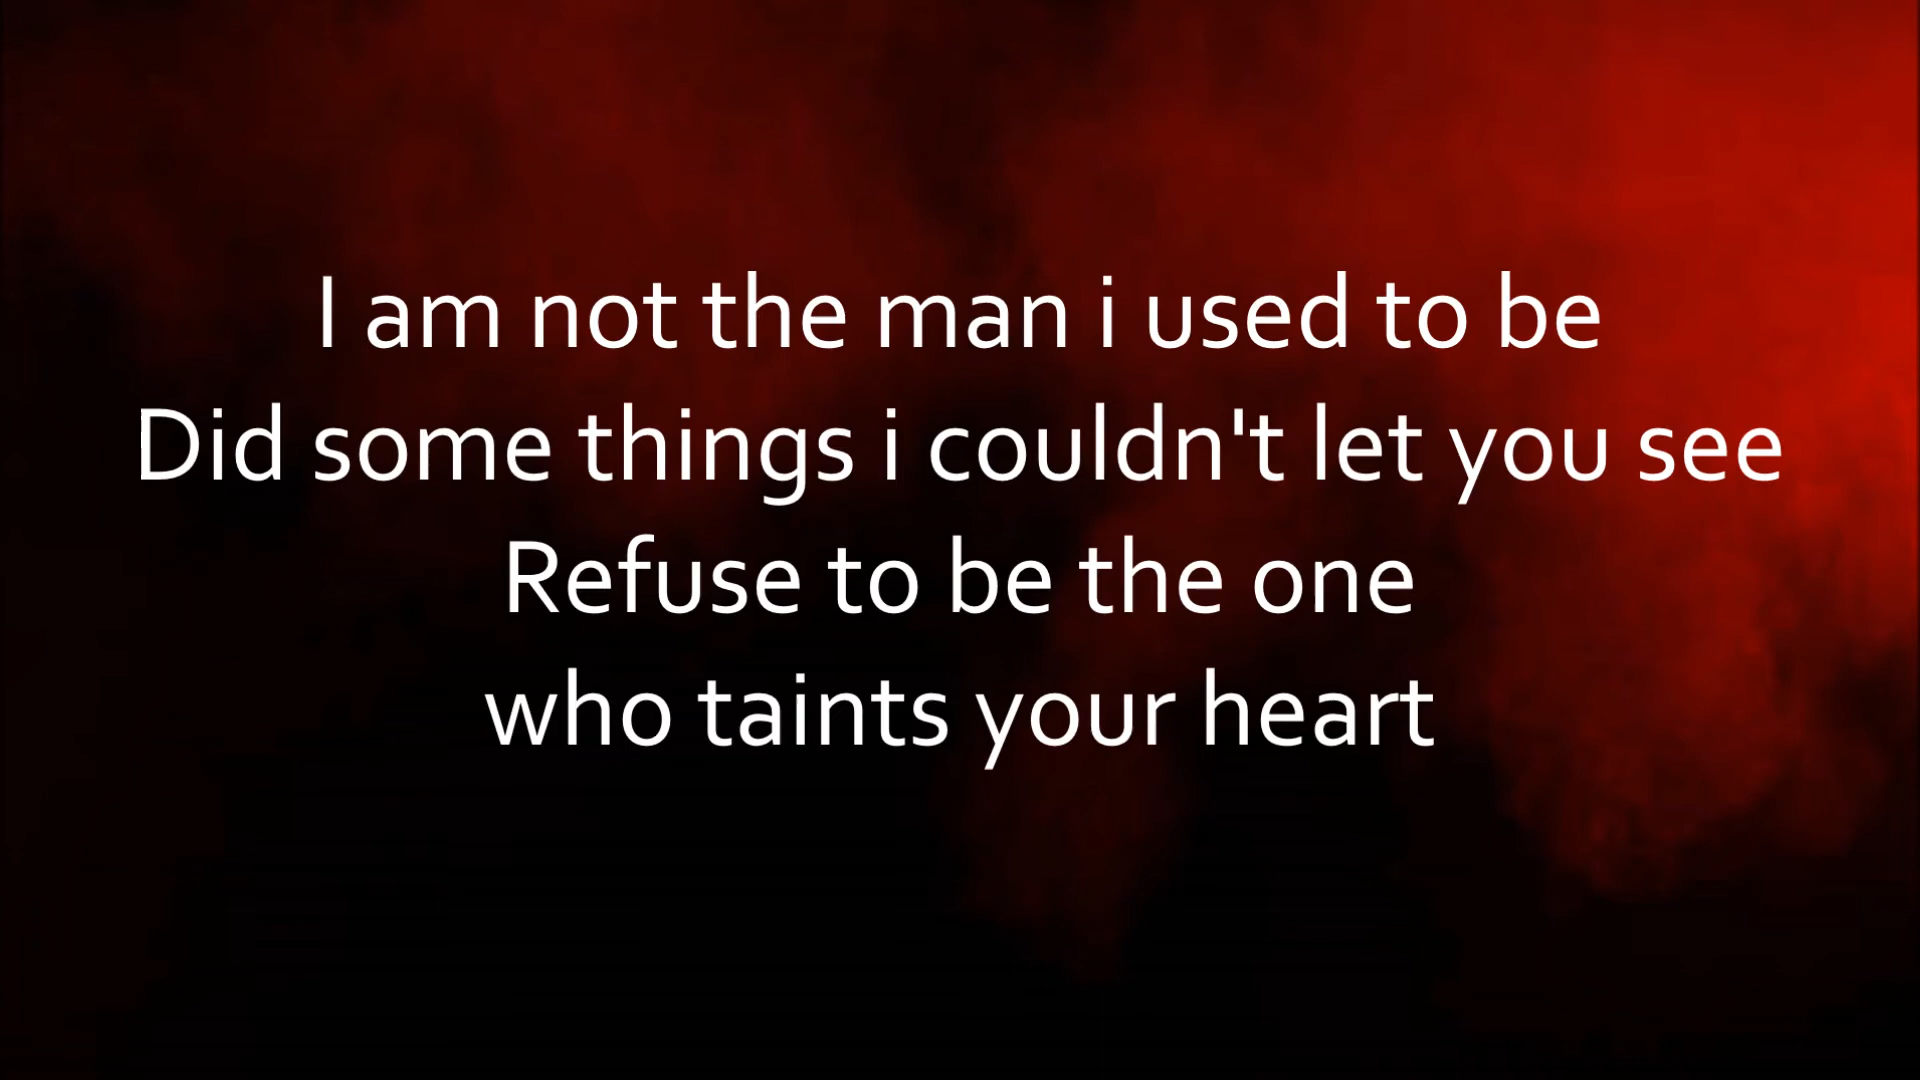 I am not the man i used to be
Did some things i couldn't let you see
Refuse to be the one
who taints your heart